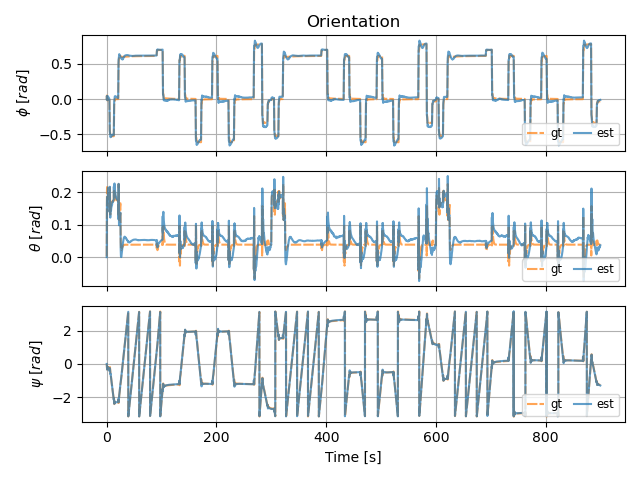 Orientation
ϕ [rad]
0.5
0.0
−0.5
gt est
θ [rad]
0.2
0.1
0.0
gt est
ψ [rad]
2
0
−2
gt est
0 200 400 600 800
Time [s]